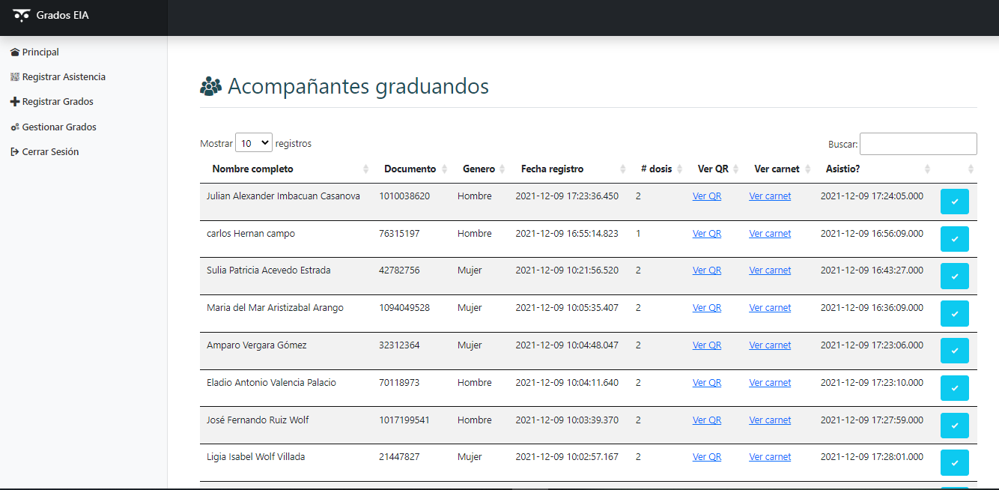 Grados EIA
Principal
Registrar Asistencia
Registrar Grados
Gestionar Grados
Cerrar Sesión
Acompañantes graduandos
Mostrar 10 registros
Buscar:
Nombre completo Documento Genero Fecha registro # dosis Ver QR Ver carnet Asistio?
Julian Alexander Imbacuan Casanova 1010038620 Hombre 2021-12-09 17:23:36.450 2 Ver QR Ver carnet 2021-12-09 17:24:05.000
carlos Hernan campo 76315197 Hombre 2021-12-09 16:55:14.823 1 Ver QR Ver carnet 2021-12-09 16:56:09.000
Sulia Patricia Acevedo Estrada 42782756 Mujer 2021-12-09 10:21:56.520 2 Ver QR Ver carnet 2021-12-09 16:43:27.000
Maria del Mar Aristizabal Arango 1094049528 Mujer 2021-12-09 10:05:35.407 2 Ver QR Ver carnet 2021-12-09 16:36:09.000
Amparo Vergara Gómez 32312364 Mujer 2021-12-09 10:04:48.047 2 Ver QR Ver carnet 2021-12-09 17:23:06.000
Eladio Antonio Valencia Palacio 70118973 Hombre 2021-12-09 10:04:11.640 2 Ver QR Ver carnet 2021-12-09 17:23:10.000
José Fernando Ruiz Wolf 1017199541 Hombre 2021-12-09 10:03:39.370 2 Ver QR Ver carnet 2021-12-09 17:27:59.000
Ligia Isabel Wolf Villada 21447827 Mujer 2021-12-09 10:02:57.167 2 Ver QR Ver carnet 2021-12-09 17:28:01.000